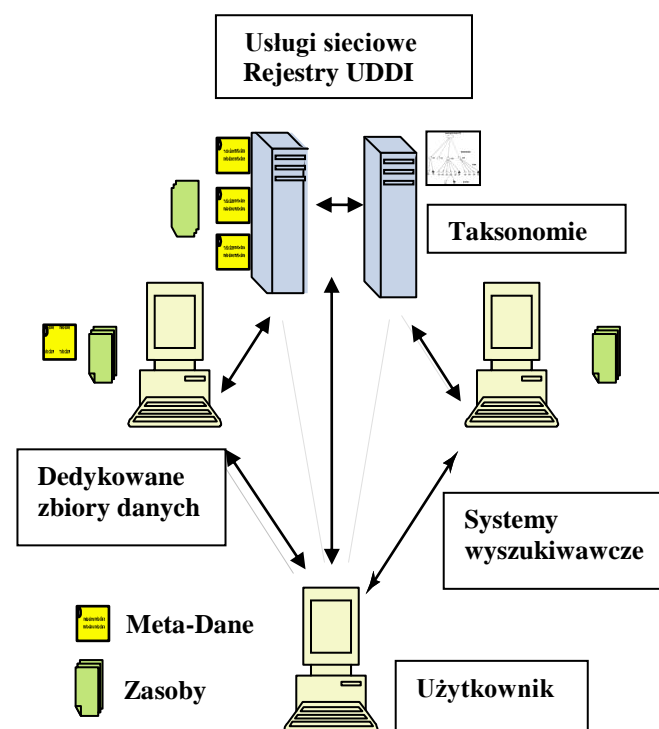 Usługi sieciowe
Rejestry UDDI
Taksonomie
Dedykowane
zbiory danych
Systemy
wyszukiwawcze
Meta-Dane
Zasoby
Użytkownik